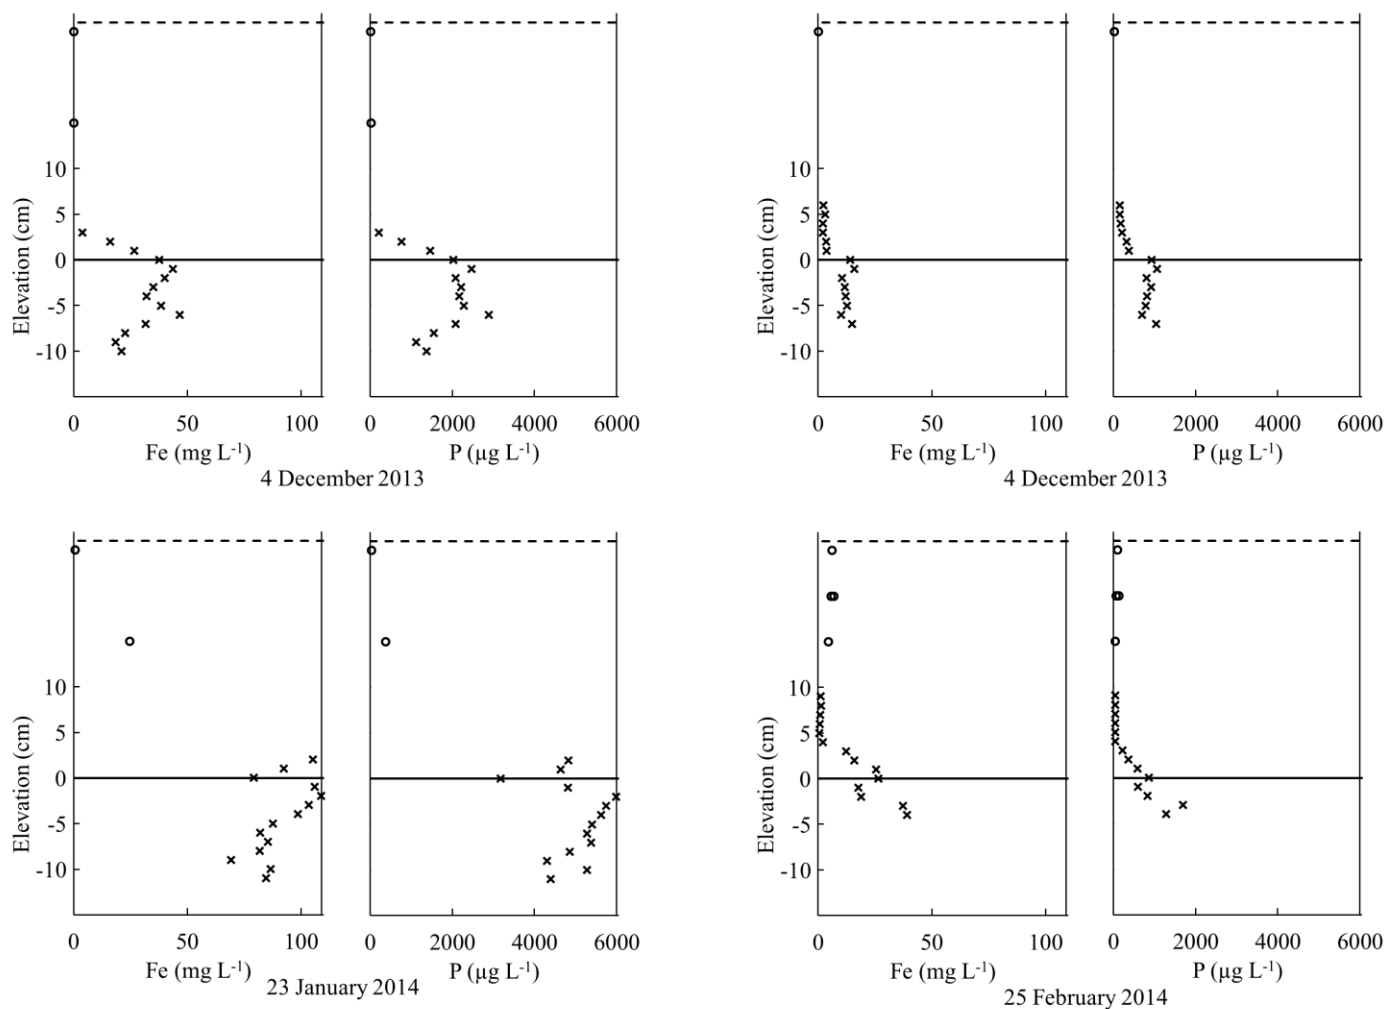 10
5
0
-5
-10
Elevation (cm)
0 50 100
Fe (mg L-1)
0 2000 4000 6000
P (µg L-1)
4 December 2013
10
5
0
-5
-10
Elevation (cm)
0 50 100
Fe (mg L-1)
0 2000 4000 6000
P (µg L-1)
4 December 2013
10
5
0
-5
-10
Elevation (cm)
0 50 100
Fe (mg L-1)
0 2000 4000 6000
P (µg L-1)
23 January 2014
10
5
0
-5
-10
Elevation (cm)
0 50 100
Fe (mg L-1)
0 2000 4000 6000
P (µg L-1)
25 February 2014